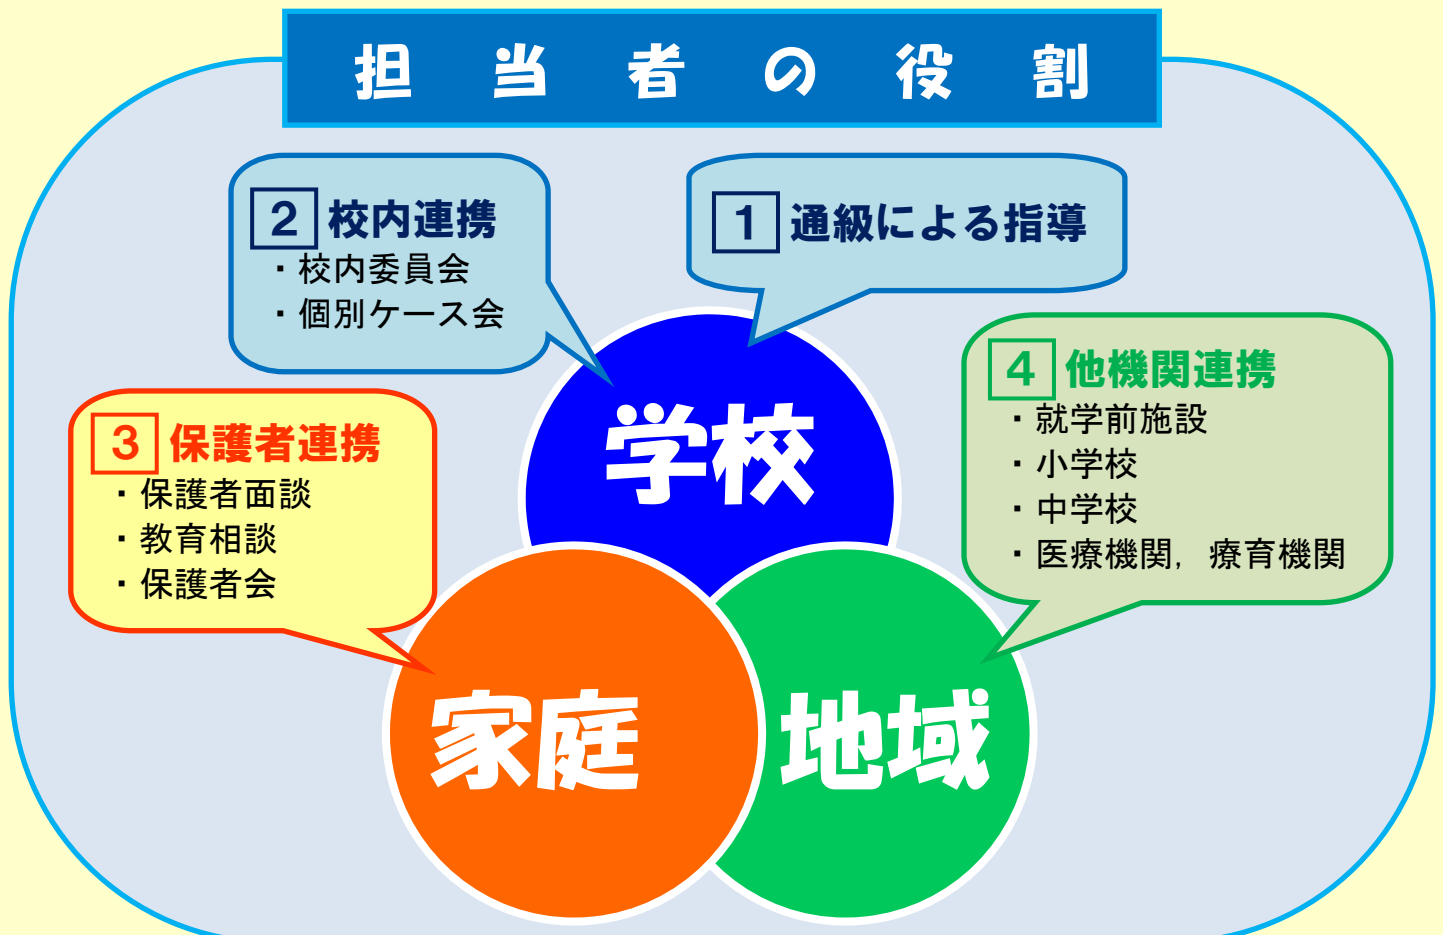 担当者の役割
1 通級による指導
2 校内連携
・校内委員会
・個別ケース会
3 保護者連携
・保護者面談
・教育相談
・保護者会
4 他機関連携
・就学前施設
・小学校
・中学校
・医療機関，療育機関
学校
家庭
地域